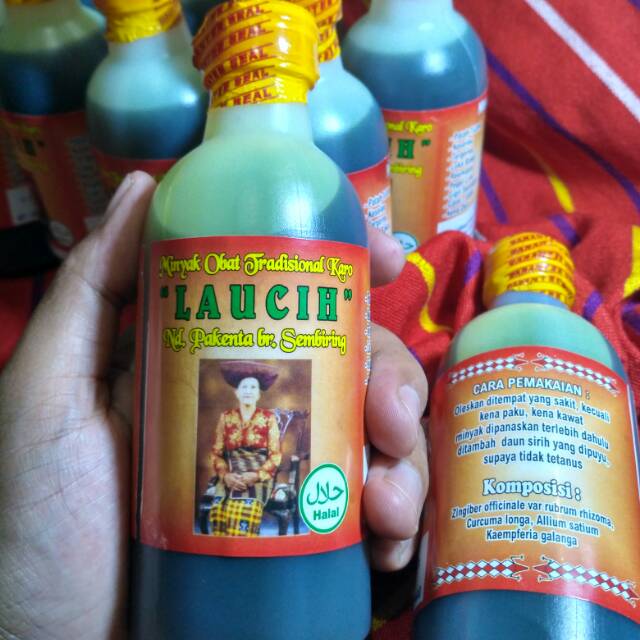 Minyak Obat Tradisional Karo
"LAUCIH"
Nd. Pakenta br. Sembiring
حلال
Halal
CARA PEMAKAIAN :
Oleskan ditempat yang sakit, kecuali
kena paku, kena kawat
minyak dipanaskan terlebih dahulu
ditambah daun sirih yang dipuyu,
supaya tidak tetanus
Komposisi :
Zingiber officinale var rubrum rhizoma,
Curcuma longa, Allium satium
Kaempferia galanga